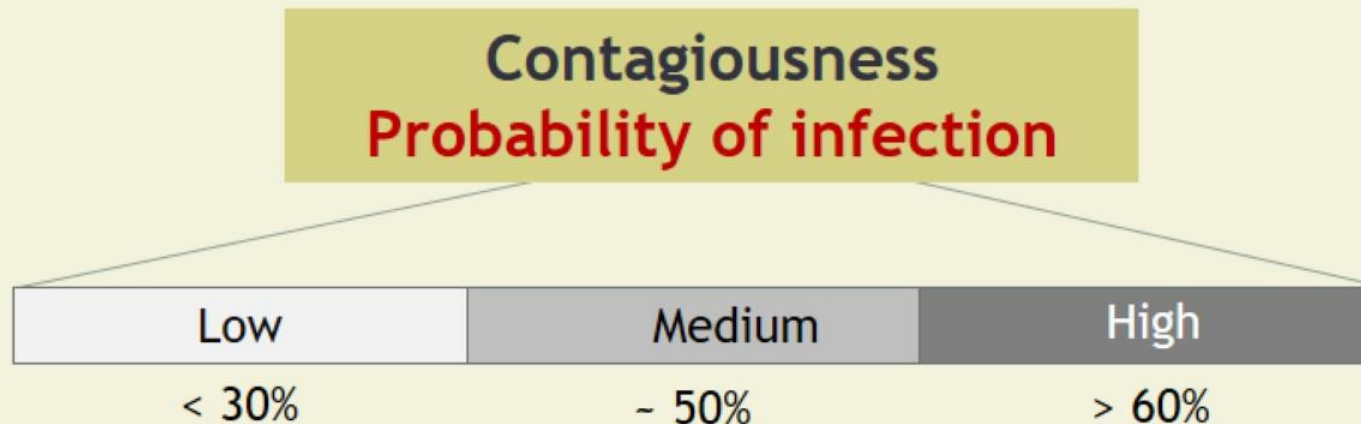 Contagiousness
Probability of infection
Low Medium High
< 30% ~ 50% > 60%